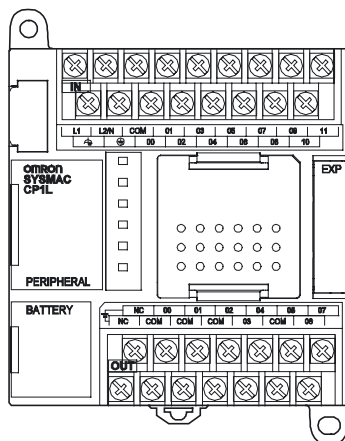 IN
L1 L2/N COM 01 03 05 07 09 11
00 02 04 06 08 10
OMRON
SYSMAC
CP1L
EXP
PERIPHERAL
BATTERY
NC 00 01 02 04 06 07
NC COM COM COM 03 COM 06
OUT